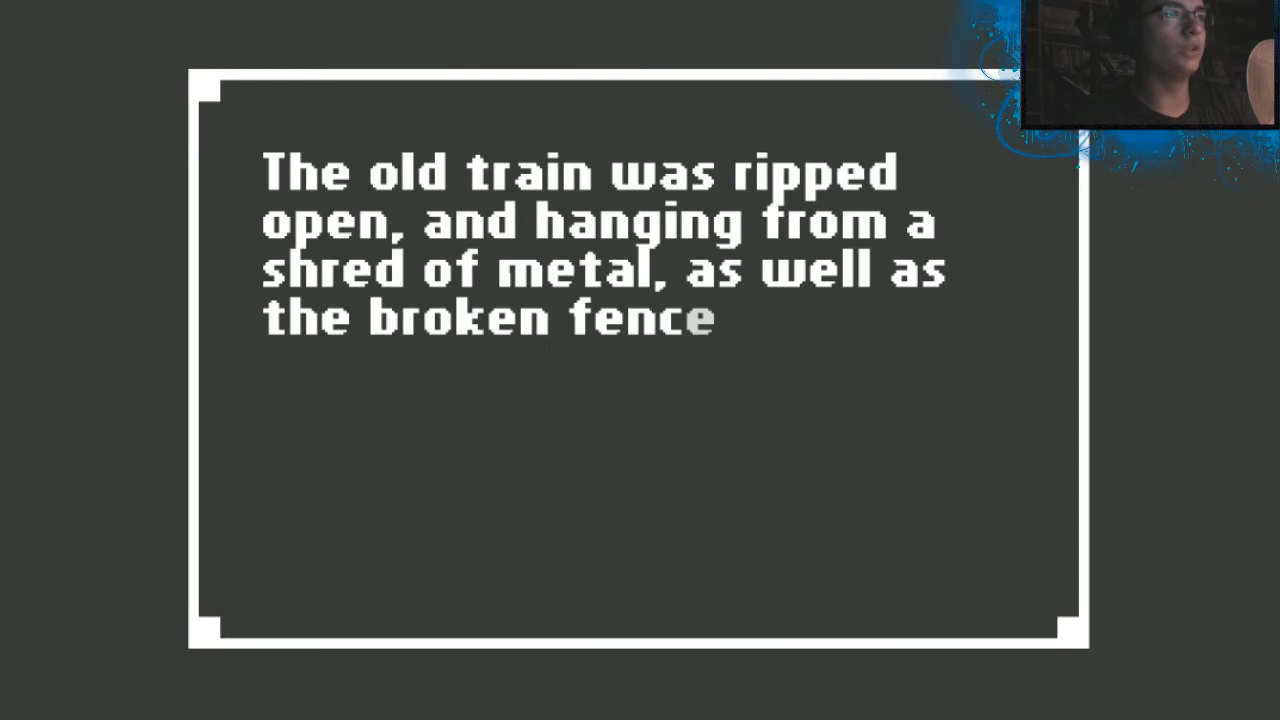 The old train was ripped
open, and hanging from a
shred of metal, as well as
the broken fence